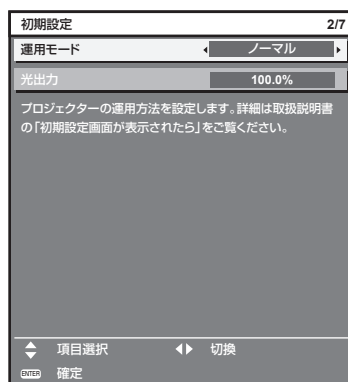 初期設定 2/7
運用モード ノーマル
光出力 100.0%
プロジェクターの運用方法を設定します。詳細は取扱説明書
の「初期設定画面が表示されたら」をご覧ください。
項目選択 切換
ENTER 確定